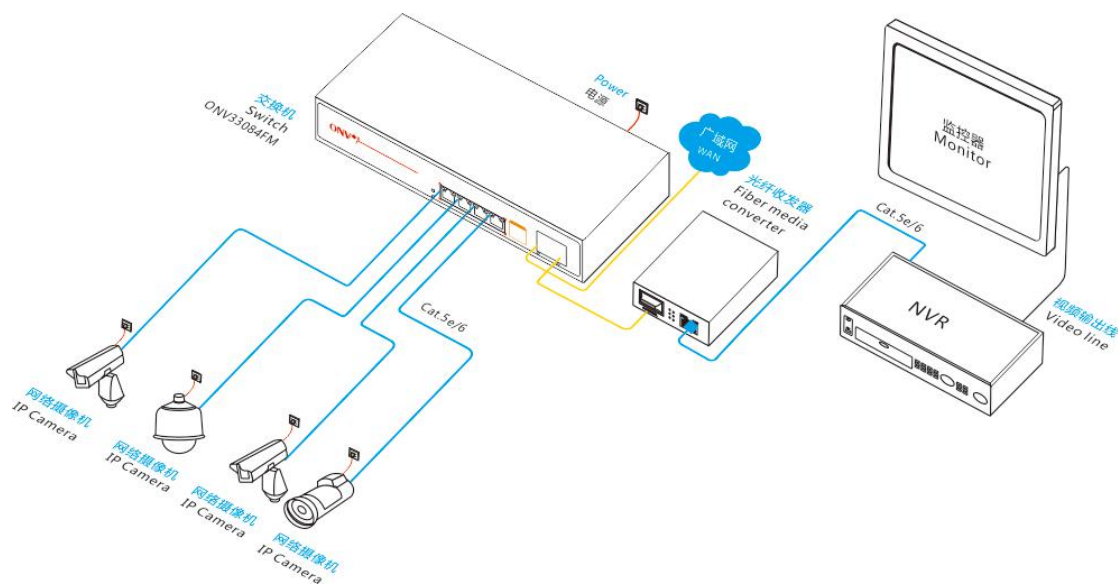 交换机
Switch
ONV33084FM
ONV
Power
电源
广域网
WAN
光纤收发器
Fiber media
converter
监控器
Monitor
Cat.5e/6
NVR
视频输出线
Video line
Cat.5e/6
网络摄像机
IP Camera
网络摄像机
IP Camera
网络摄像机
IP Camera
网络摄像机
IP Camera